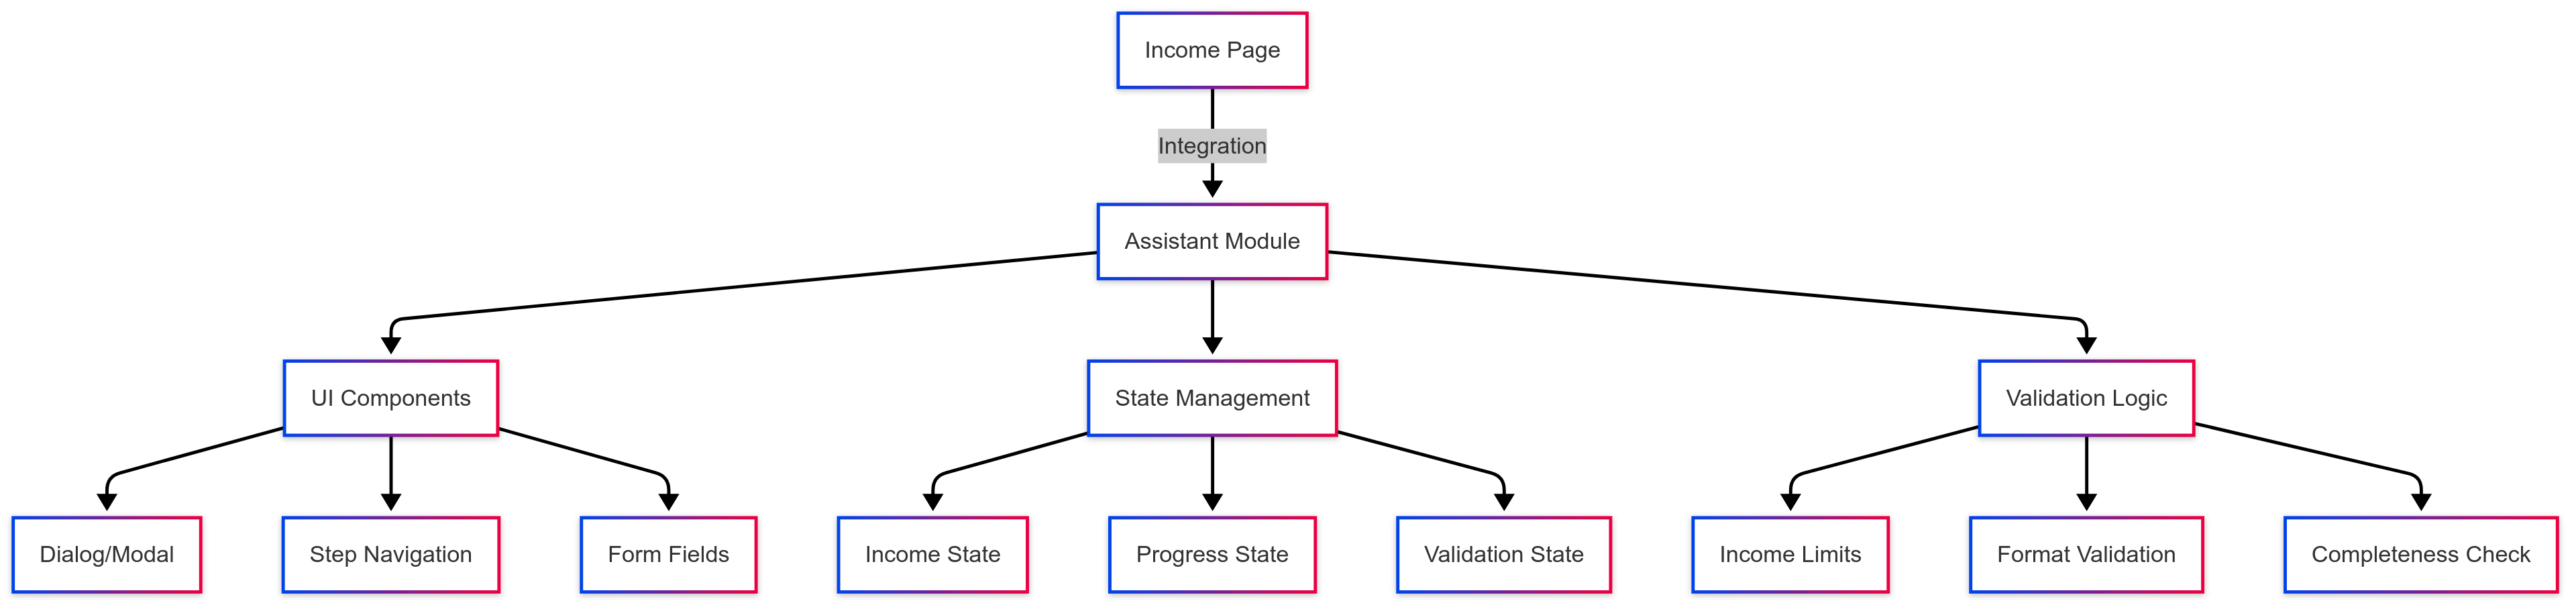 Income Page
Integration
Assistant Module
UI Components
State Management
Validation Logic
Dialog/Modal
Step Navigation
Form Fields
Income State
Progress State
Validation State
Income Limits
Format Validation
Completeness Check